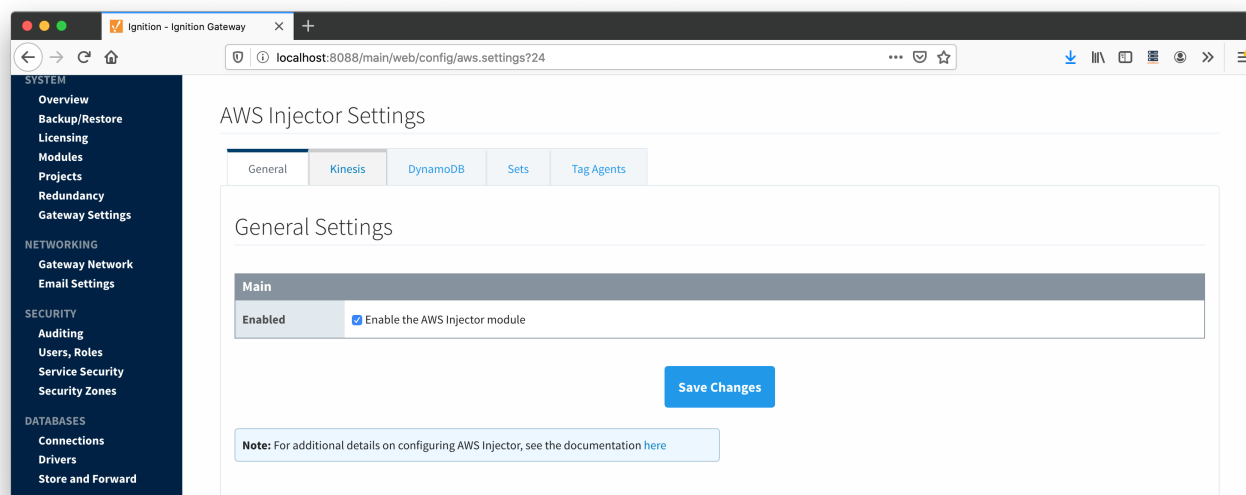 Ignition - Ignition Gateway
localhost:8088/main/web/config/aws.settings?24
SYSTEM
Overview
Backup/Restore
Licensing
Modules
Projects
Redundancy
Gateway Settings
NETWORKING
Gateway Network
Email Settings
SECURITY
Auditing
Users, Roles
Service Security
Security Zones
DATABASES
Connections
Drivers
Store and Forward
AWS Injector Settings
General Kinesis DynamoDB Sets Tag Agents
General Settings
Main
Enabled Enable the AWS Injector module
Save Changes
Note: For additional details on configuring AWS Injector, see the documentation here